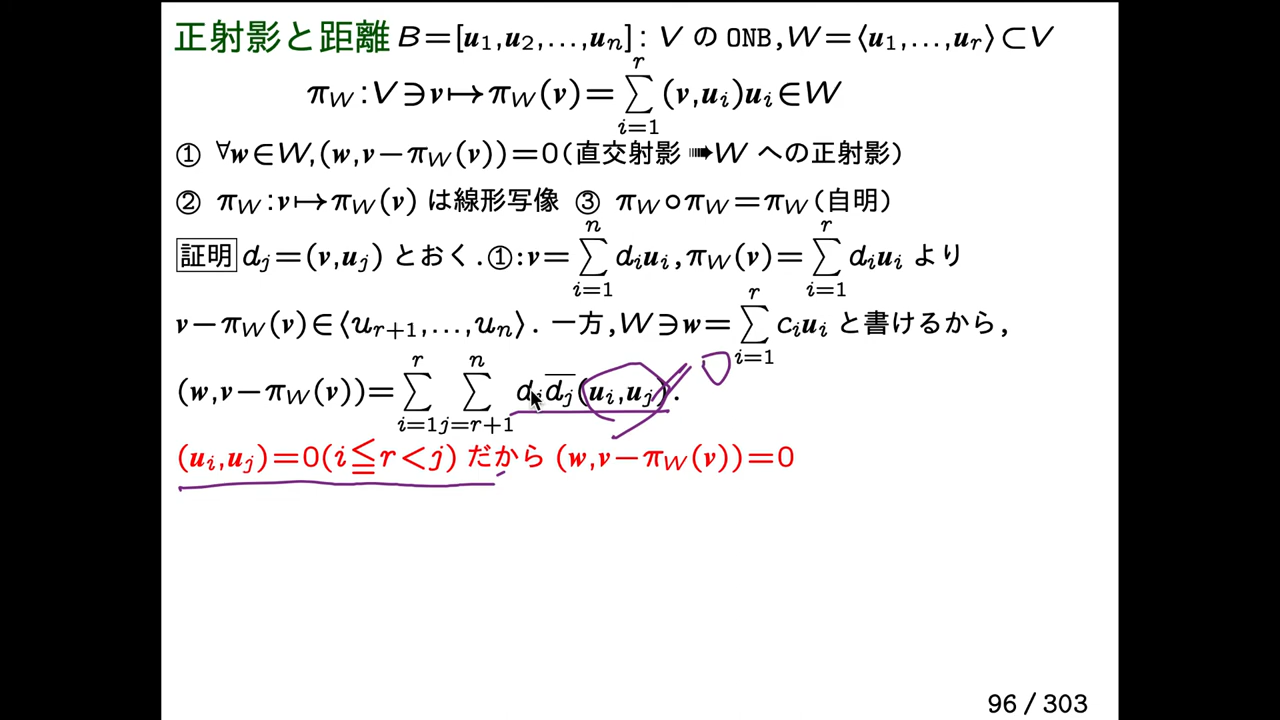 正射影と距離 B=[u₁,u₂,...,un]: V の ONB,W=⟨u₁,...,ur⟩⊂V
πW:V∋v↦πW(v)=∑_{i=1}^{r}(v,ui)ui∈W
① ∀w∈W,(w,v−πW(v))=0(直交射影 ➠W への正射影)
② πW:v↦πW(v) は線形写像 ③ πW∘πW=πW(自明)
証明 dj=(v,uj) とおく.①:v=∑_{i=1}^{n}diui,πW(v)=∑_{i=1}^{r}diui より
v−πW(v)∈⟨ur+1,...,un⟩. 一方,W∋w=∑_{i=1}^{r}ciui と書けるから,
(w,v−πW(v))=∑_{i=1}^{r}∑_{j=r+1}^{n}di\overline{dj}(ui,uj). 0
(ui,uj)=0(i≦r<j) だから (w,v−πW(v))=0
96 / 303